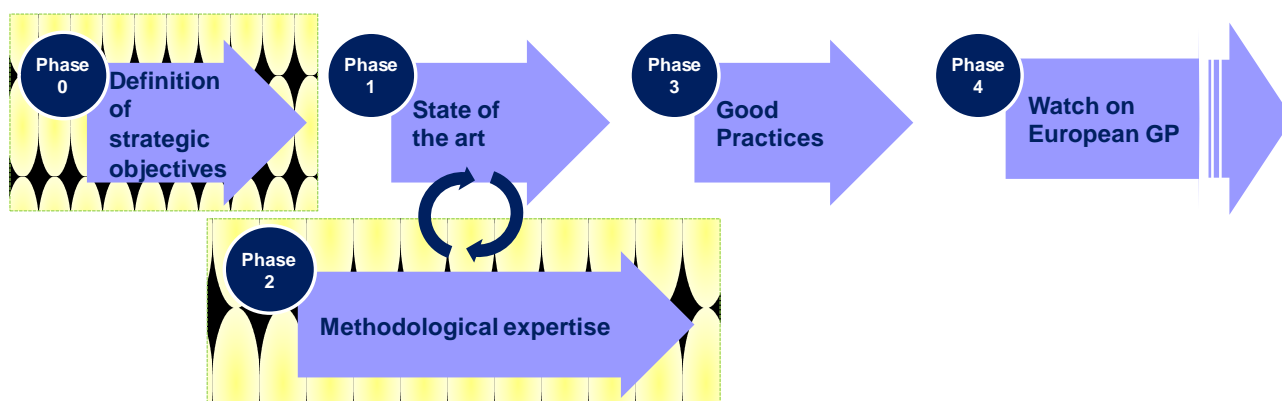 Phase
0
Definition
of
strategic
objectives
Phase
1
State of
the art
Phase
3
Good
Practices
Phase
4
Watch on
European GP
Phase
2
Methodological expertise